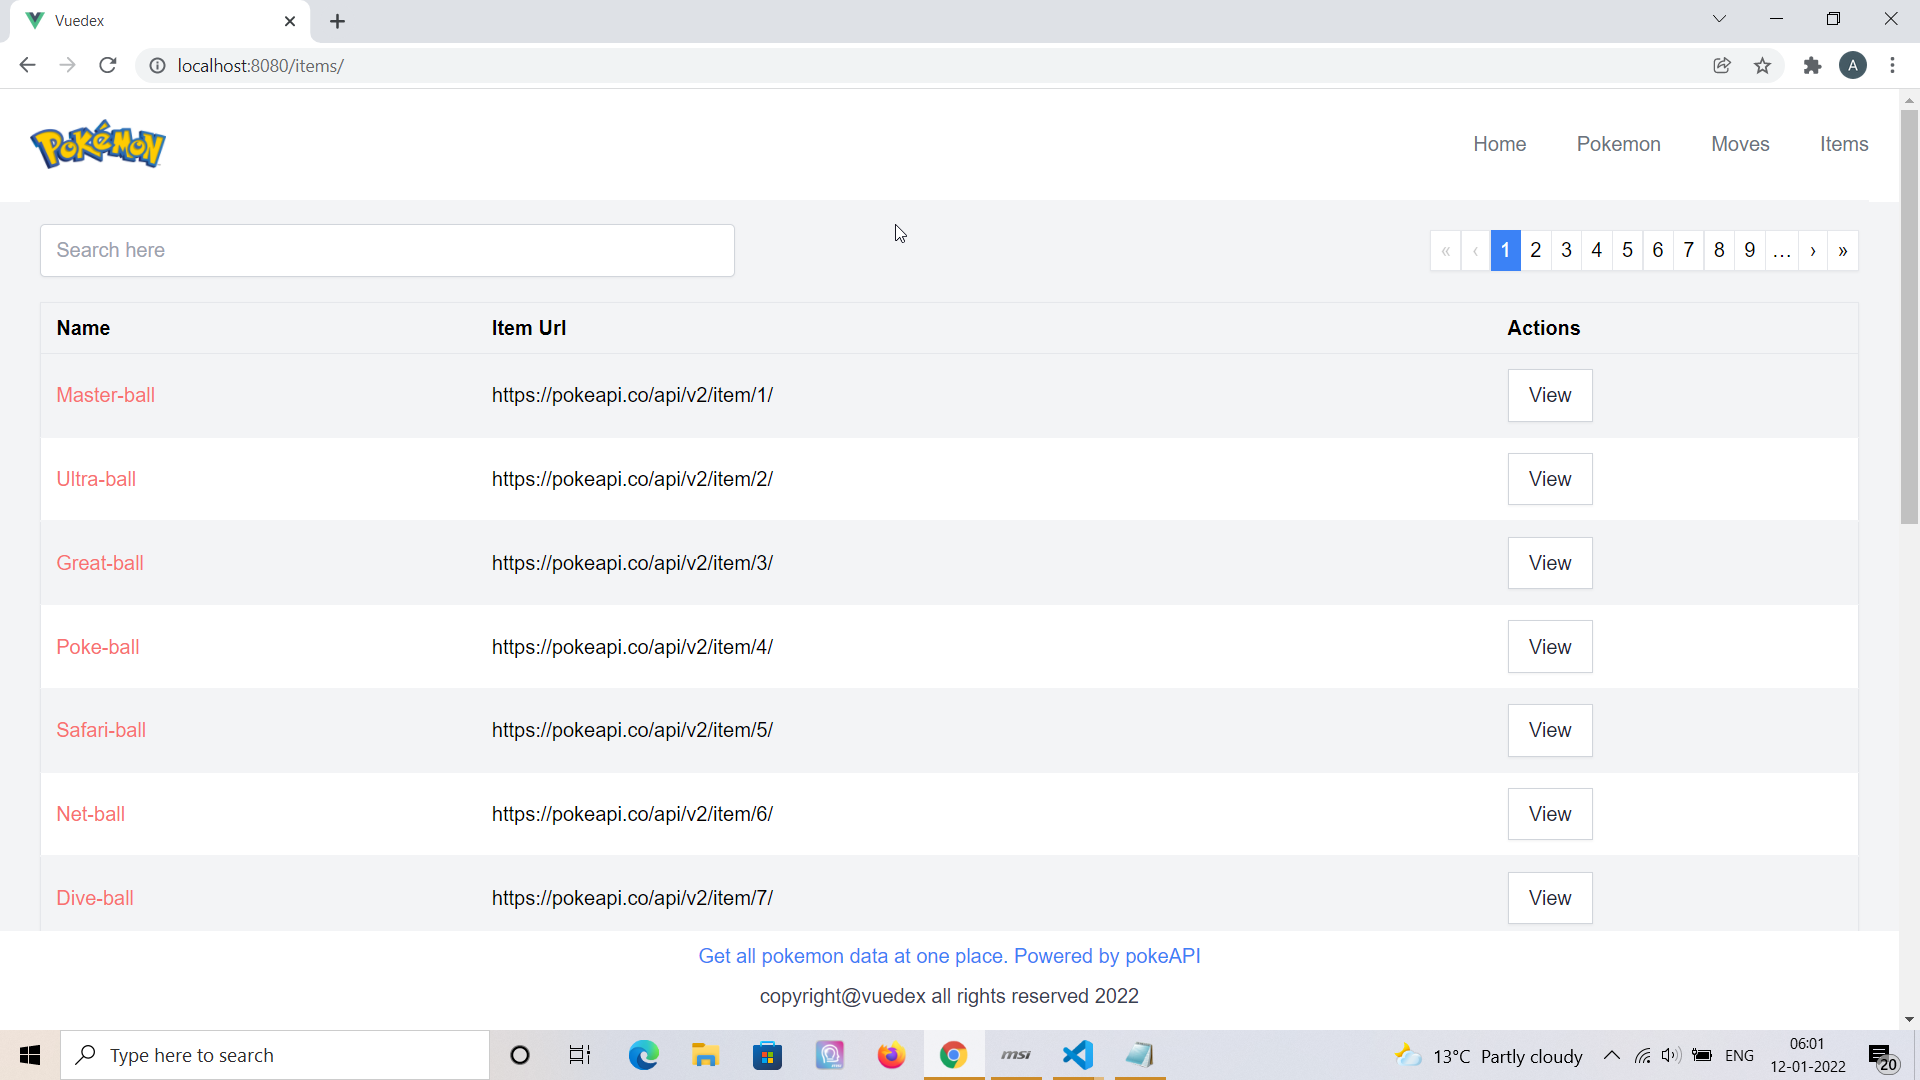 Vuedex
localhost:8080/items/
A
POKéMON
Home Pokemon Moves Items
Search here
« ‹ 1 2 3 4 5 6 7 8 9 … › »
Name Item Url Actions
Master-ball https://pokeapi.co/api/v2/item/1/ View
Ultra-ball https://pokeapi.co/api/v2/item/2/ View
Great-ball https://pokeapi.co/api/v2/item/3/ View
Poke-ball https://pokeapi.co/api/v2/item/4/ View
Safari-ball https://pokeapi.co/api/v2/item/5/ View
Net-ball https://pokeapi.co/api/v2/item/6/ View
Dive-ball https://pokeapi.co/api/v2/item/7/ View
Get all pokemon data at one place. Powered by pokeAPI
copyright@vuedex all rights reserved 2022
Type here to search
msi
13°C Partly cloudy
ENG
06:01
12-01-2022
20